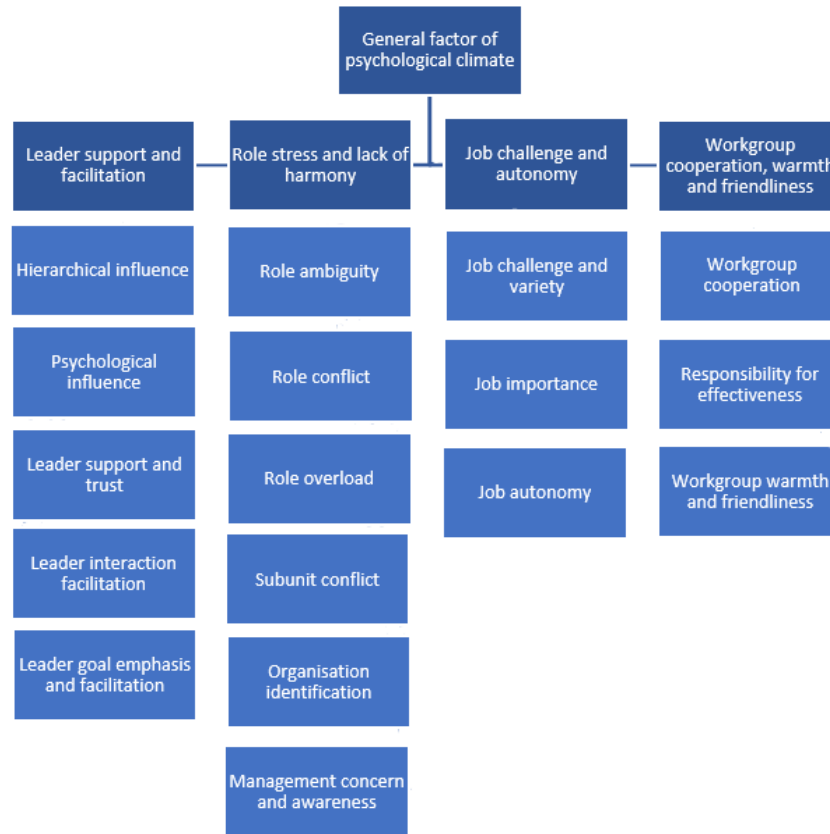 General factor of
psychological climate
Leader support and
facilitation
Role stress and lack of
harmony
Job challenge and
autonomy
Workgroup
cooperation, warmth
and friendliness
Hierarchical influence
Role ambiguity
Job challenge and
variety
Workgroup
cooperation
Psychological
influence
Role conflict
Job importance
Responsibility for
effectiveness
Leader support and
trust
Role overload
Job autonomy
Workgroup warmth
and friendliness
Leader interaction
facilitation
Subunit conflict
Leader goal emphasis
and facilitation
Organisation
identification
Management concern
and awareness